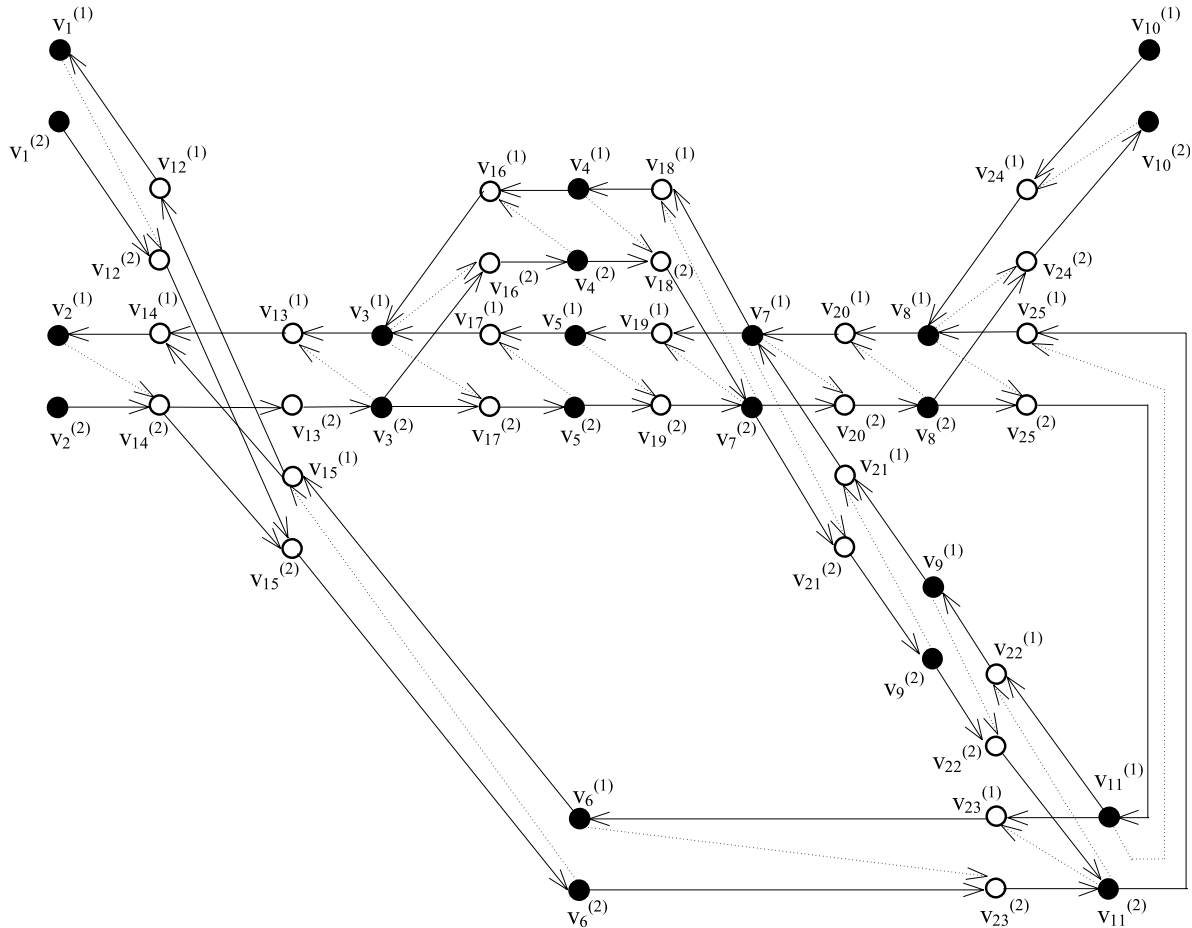 v₁⁽¹⁾ v₁₀⁽¹⁾
v₁⁽²⁾ v₁₀⁽²⁾
v₁₂⁽¹⁾ v₁₆⁽¹⁾ v₄⁽¹⁾ v₁₈⁽¹⁾ v₂₄⁽¹⁾
v₁₂⁽²⁾ v₁₆⁽²⁾ v₄⁽²⁾ v₁₈⁽²⁾ v₂₄⁽²⁾
v₂⁽¹⁾ v₁₄⁽¹⁾ v₁₃⁽¹⁾ v₃⁽¹⁾ v₁₇⁽¹⁾ v₅⁽¹⁾ v₁₉⁽¹⁾ v₇⁽¹⁾ v₂₀⁽¹⁾ v₈⁽¹⁾ v₂₅⁽¹⁾
v₂⁽²⁾ v₁₄⁽²⁾ v₁₃⁽²⁾ v₃⁽²⁾ v₁₇⁽²⁾ v₅⁽²⁾ v₁₉⁽²⁾ v₇⁽²⁾ v₂₀⁽²⁾ v₈⁽²⁾ v₂₅⁽²⁾
v₁₅⁽¹⁾ v₂₁⁽¹⁾
v₁₅⁽²⁾ v₂₁⁽²⁾
v₉⁽¹⁾
v₉⁽²⁾ v₂₂⁽¹⁾
v₂₂⁽²⁾
v₆⁽¹⁾ v₂₃⁽¹⁾ v₁₁⁽¹⁾
v₆⁽²⁾ v₂₃⁽²⁾ v₁₁⁽²⁾